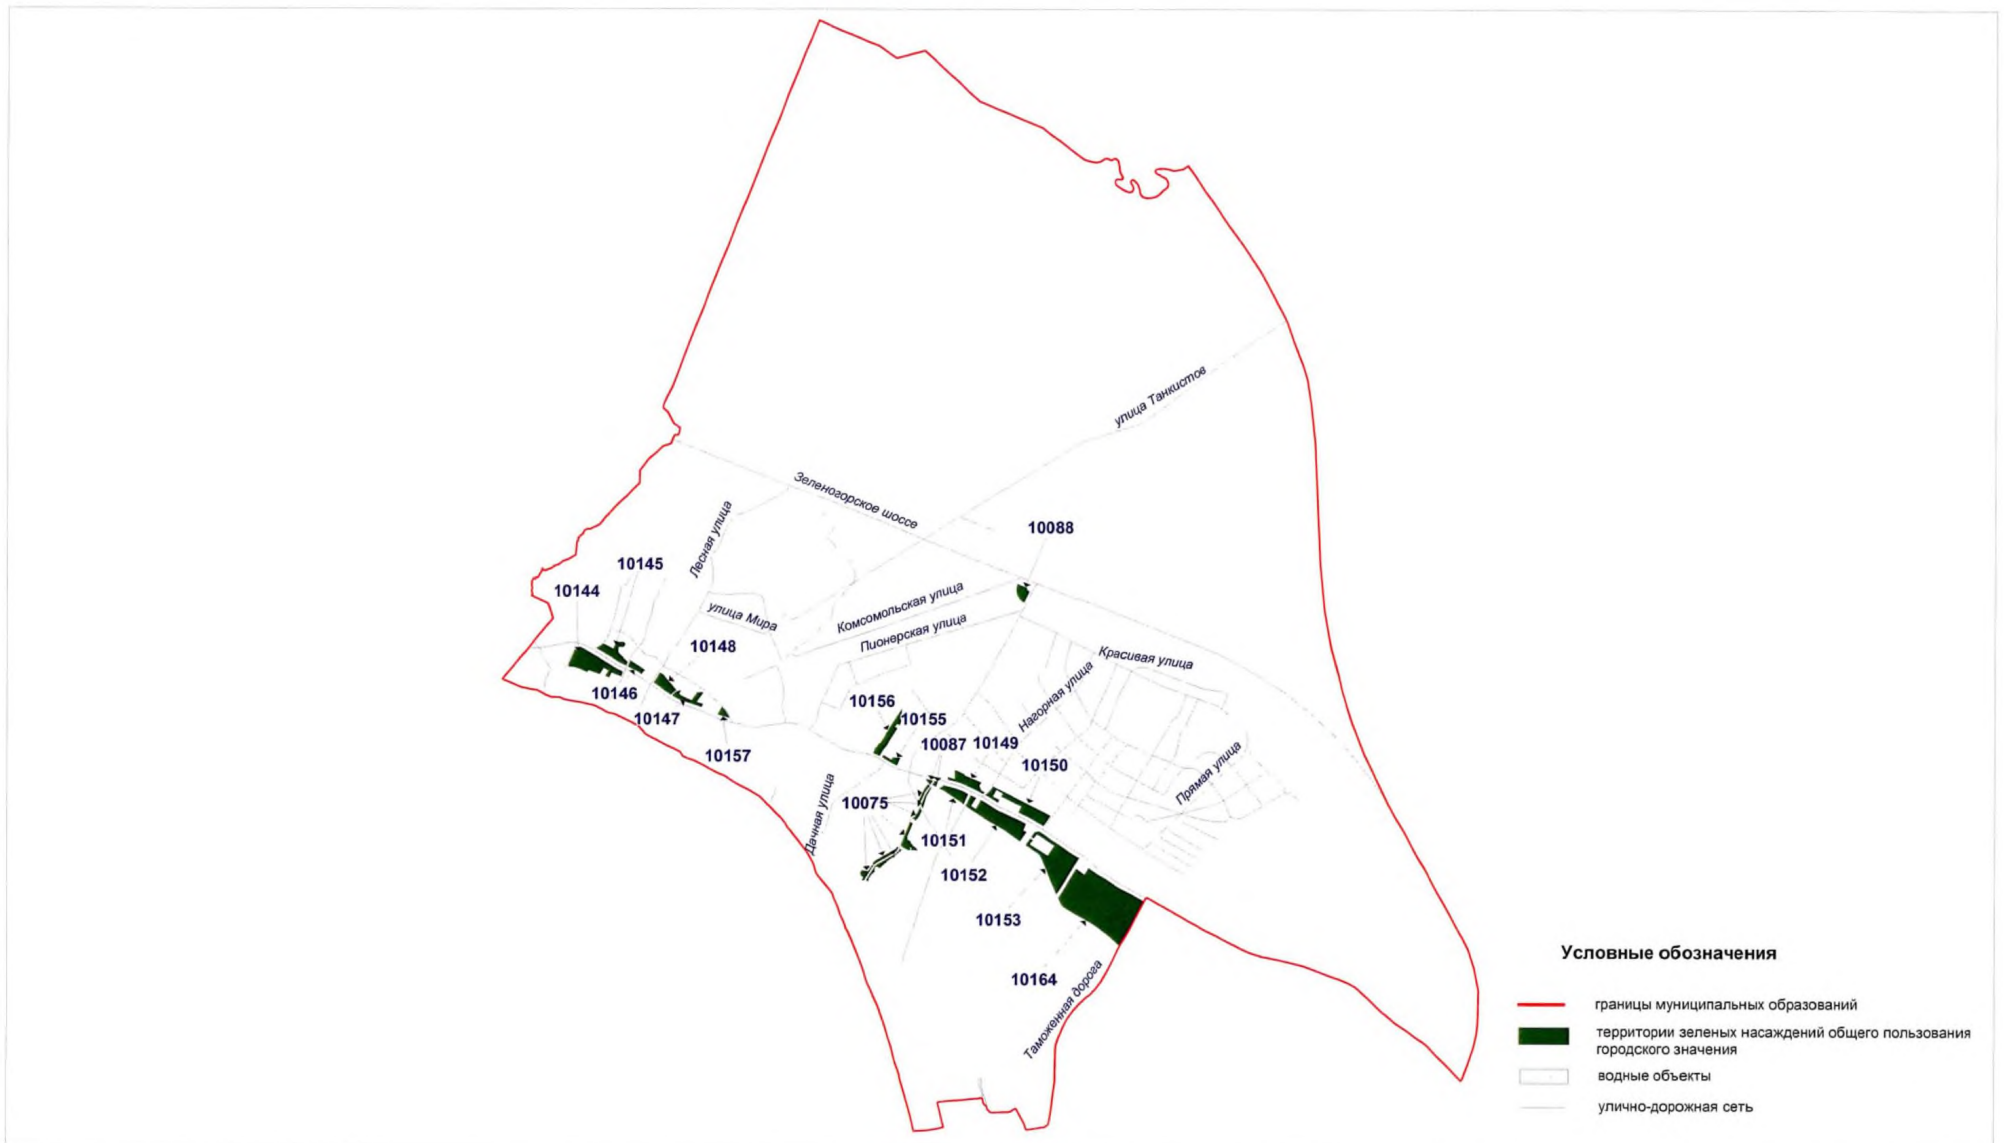 улица Танкистов
Зеленогорское шоссе
Лесная улица
10088
10145
10144
улица Мира
Комсомольская улица
Пионерская улица
10148
Красивая улица
Нагорная улица
10146
10147
10156
10155
10157
10087
10149
10150
Прямая улица
Дачная улица
10075
10151
10152
10153
10164
Таможенная дорога
Условные обозначения
границы муниципальных образований
территории зеленых насаждений общего пользования
городского значения
водные объекты
улично-дорожная сеть